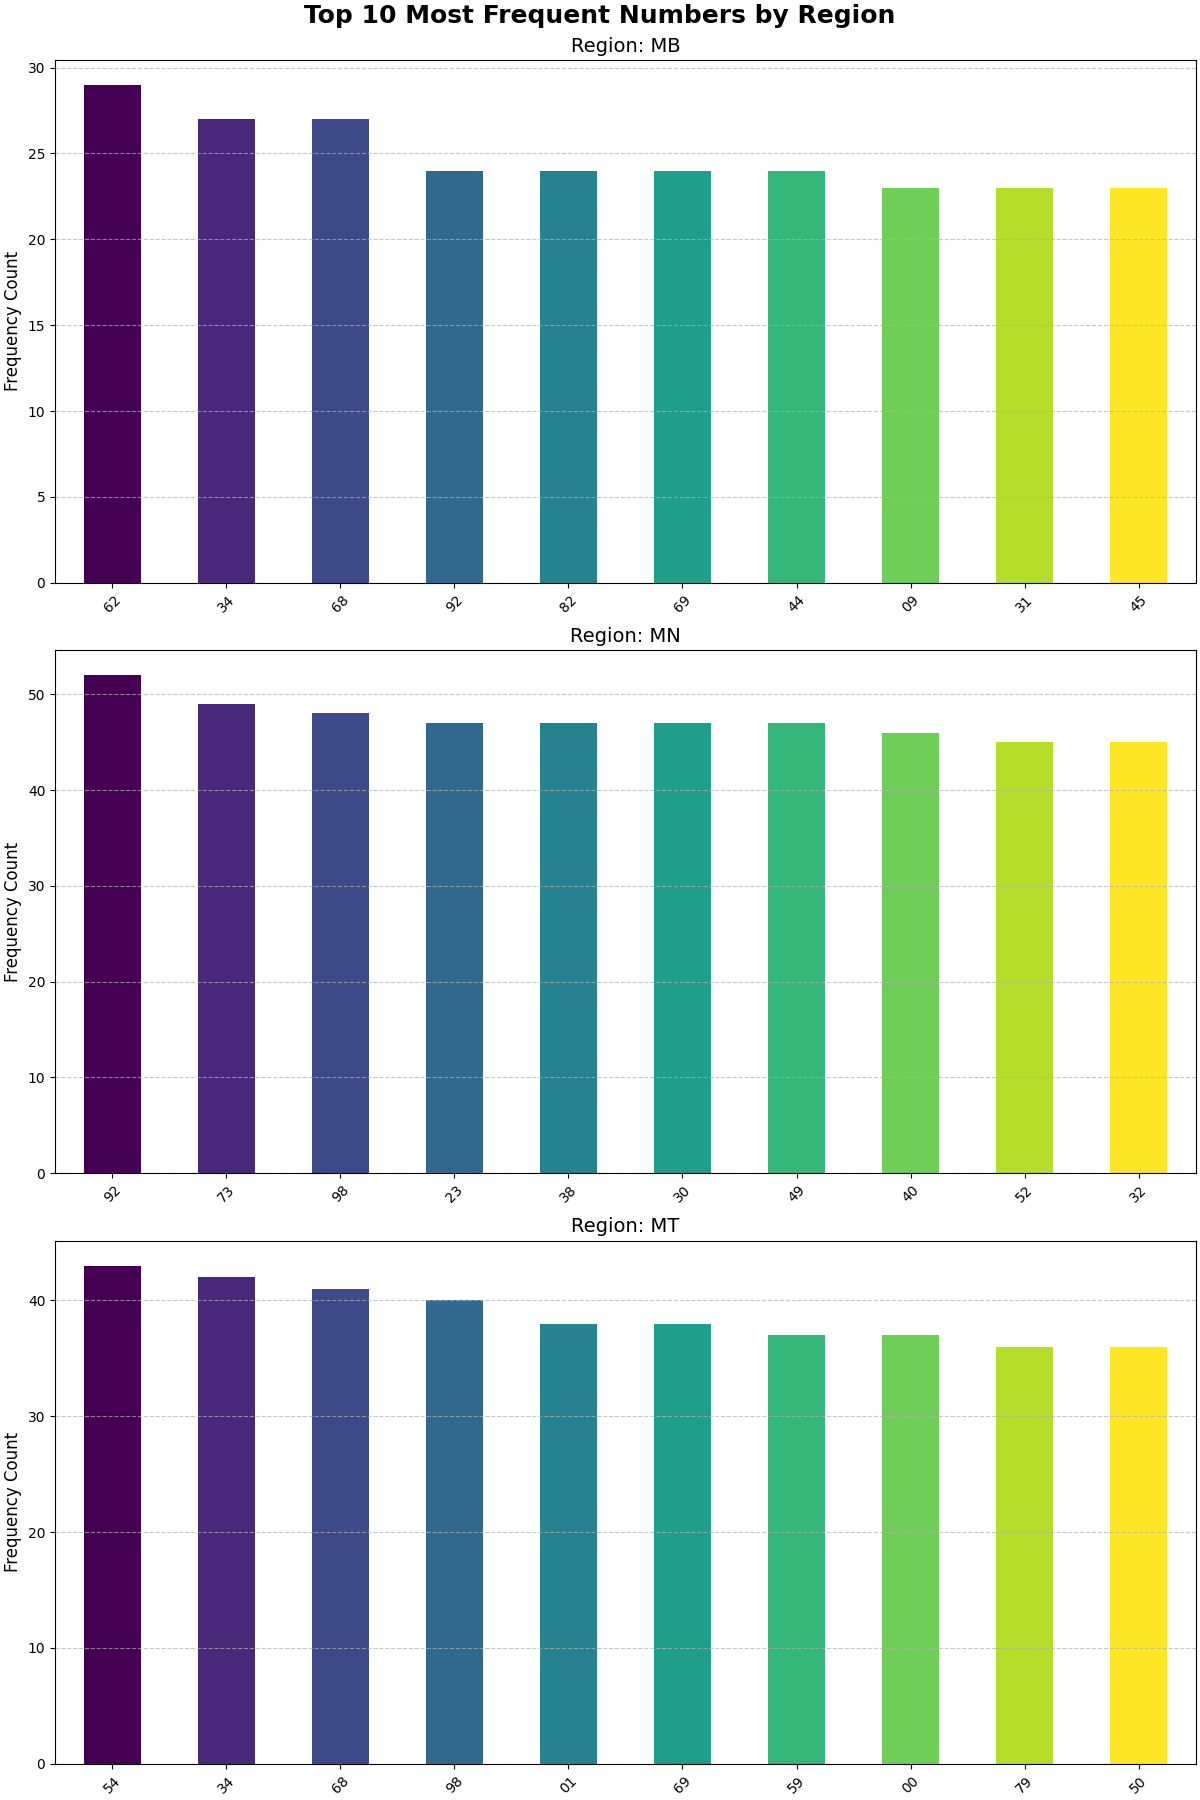 Top 10 Most Frequent Numbers by Region
Region: MB
Frequency Count
30
25
20
15
10
5
0
62 34 68 92 82 69 44 09 31 45
Region: MN
Frequency Count
50
40
30
20
10
0
92 73 98 23 38 30 49 40 52 32
Region: MT
Frequency Count
40
30
20
10
0
54 34 68 98 01 69 59 00 79 50